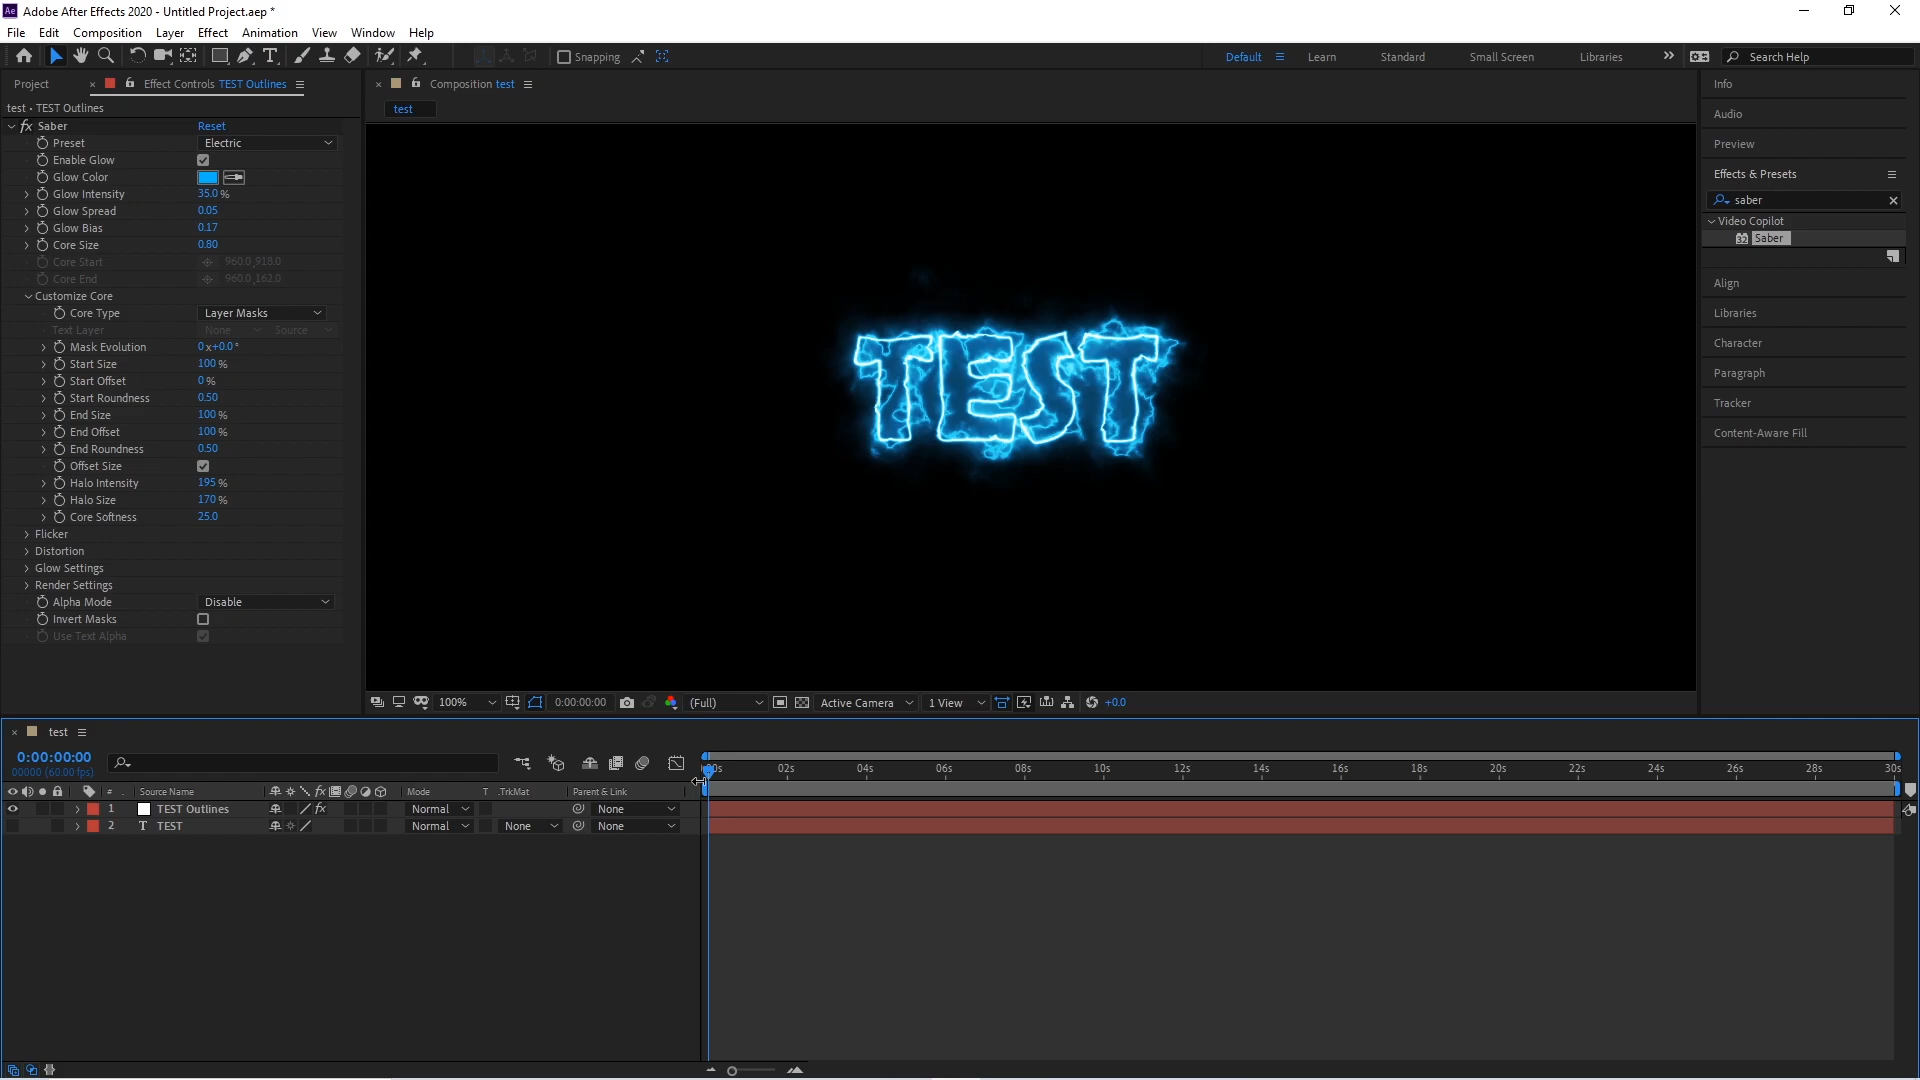 Ae Adobe After Effects 2020 - Untitled Project.aep *
File Edit Composition Layer Effect Animation View Window Help
Snapping Default Learn Standard Small Screen Libraries Search Help
Project Effect Controls TEST Outlines
test • TEST Outlines
fx Saber Reset
Preset Electric
Enable Glow
Glow Color
Glow Intensity 35.0 %
Glow Spread 0.05
Glow Bias 0.17
Core Size 0.80
Core Start 960.0,918.0
Core End 960.0,162.0
Customize Core
Core Type Layer Masks
Text Layer None Source
Mask Evolution 0x+0.0°
Start Size 100 %
Start Offset 0 %
Start Roundness 0.50
End Size 100 %
End Offset 100 %
End Roundness 0.50
Offset Size
Halo Intensity 195 %
Halo Size 170 %
Core Softness 25.0
Flicker
Distortion
Glow Settings
Render Settings
Alpha Mode Disable
Invert Masks
Use Text Alpha
Composition test
test
TEST
100% 0:00:00:00 (Full) Active Camera 1 View +0.0
Info
Audio
Preview
Effects & Presets
saber
Video Copilot
32 Saber
Align
Libraries
Character
Paragraph
Tracker
Content-Aware Fill
test
0:00:00:00
00000 (60.00 fps)
00s 02s 04s 06s 08s 10s 12s 14s 16s 18s 20s 22s 24s 26s 28s 30s
# Source Name fx Mode T .TrkMat Parent & Link
1 TEST Outlines fx Normal None
2 T TEST Normal None None